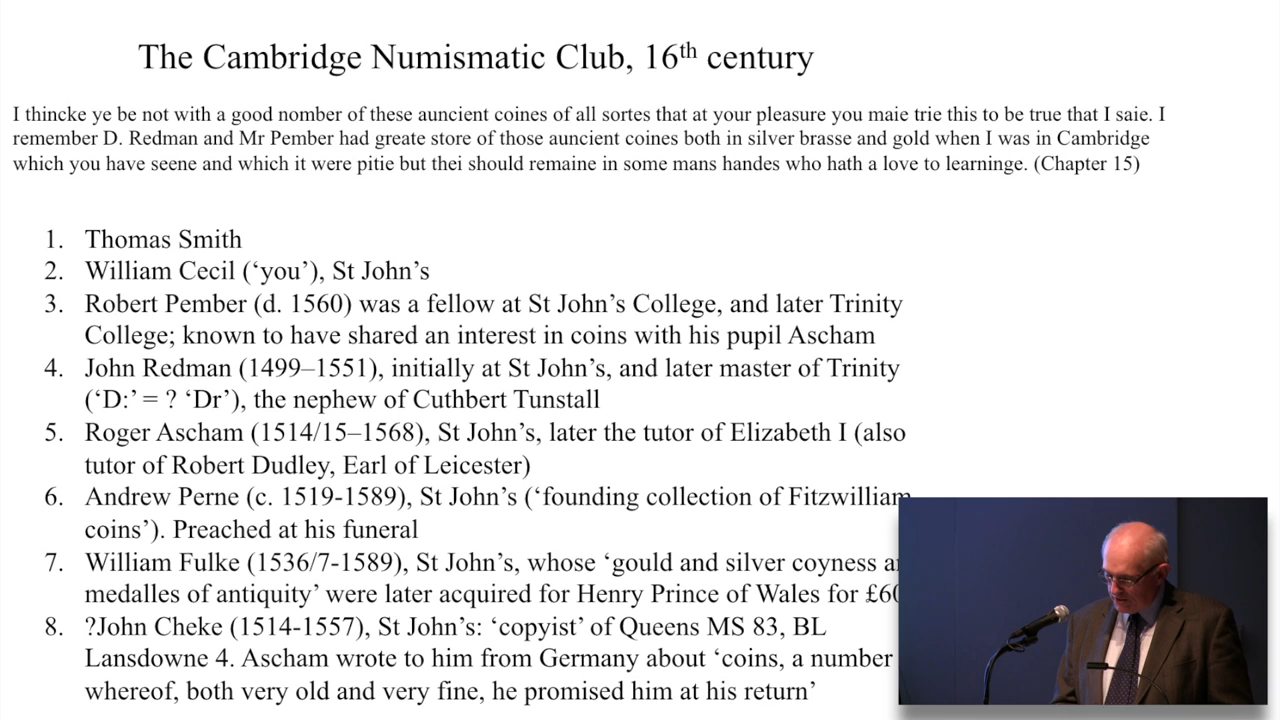 The Cambridge Numismatic Club, 16th century
I thincke ye be not with a good nomber of these auncient coines of all sortes that at your pleasure you maie trie this to be true that I saie. I
remember D. Redman and Mr Pember had greate store of those auncient coines both in silver brasse and gold when I was in Cambridge
which you have seene and which it were pitie but thei should remaine in some mans handes who hath a love to learninge. (Chapter 15)
1. Thomas Smith
2. William Cecil (‘you’), St John’s
3. Robert Pember (d. 1560) was a fellow at St John’s College, and later Trinity
College; known to have shared an interest in coins with his pupil Ascham
4. John Redman (1499–1551), initially at St John’s, and later master of Trinity
(‘D:’ = ? ‘Dr’), the nephew of Cuthbert Tunstall
5. Roger Ascham (1514/15–1568), St John’s, later the tutor of Elizabeth I (also
tutor of Robert Dudley, Earl of Leicester)
6. Andrew Perne (c. 1519-1589), St John’s (‘founding collection of Fitzwilliam
coins’). Preached at his funeral
7. William Fulke (1536/7-1589), St John’s, whose ‘gould and silver coyness
medalles of antiquity’ were later acquired for Henry Prince of Wales for
8. ?John Cheke (1514-1557), St John’s: ‘copyist’ of Queens MS 83, BL
Lansdowne 4. Ascham wrote to him from Germany about ‘coins, a number
whereof, both very old and very fine, he promised him at his return’